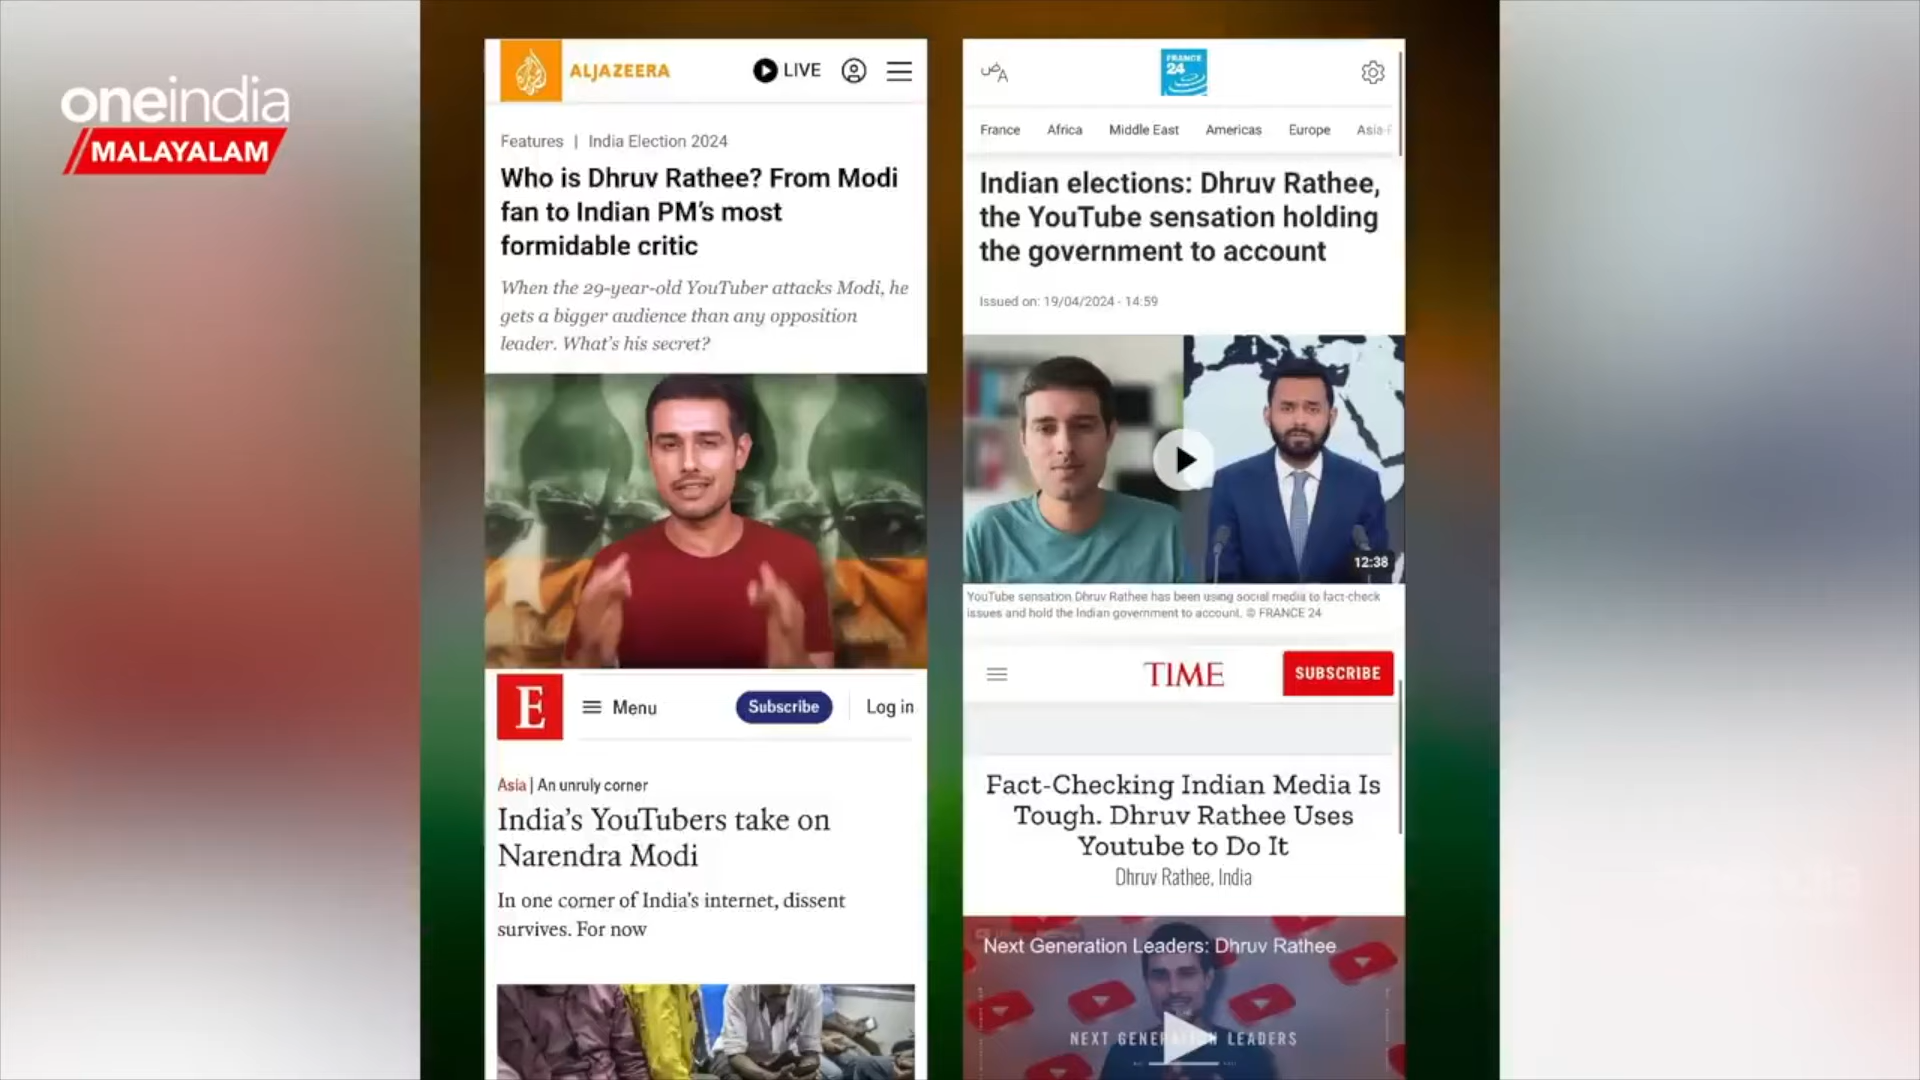 oneindia
MALAYALAM
ALJAZEERA
LIVE
Features | India Election 2024
Who is Dhruv Rathee? From Modi
fan to Indian PM's most
formidable critic
When the 29-year-old YouTuber attacks Modi, he
gets a bigger audience than any opposition
leader. What's his secret?
E
Menu
Subscribe
Log in
Asia | An unruly corner
India's YouTubers take on
Narendra Modi
In one corner of India's internet, dissent
survives. For now
FRANCE
24
France Africa Middle East Americas Europe
Indian elections: Dhruv Rathee,
the YouTube sensation holding
the government to account
Issued on: 19/04/2024 - 14:59
12:38
YouTube sensation Dhruv Rathee has been using social media to fact-check
issues and hold the Indian government to account. © FRANCE 24
TIME
SUBSCRIBE
Fact-Checking Indian Media Is
Tough. Dhruv Rathee Uses
Youtube to Do It
Dhruv Rathee, India
Next Generation Leaders: Dhruv Rathee
NEXT GENERATION LEADERS